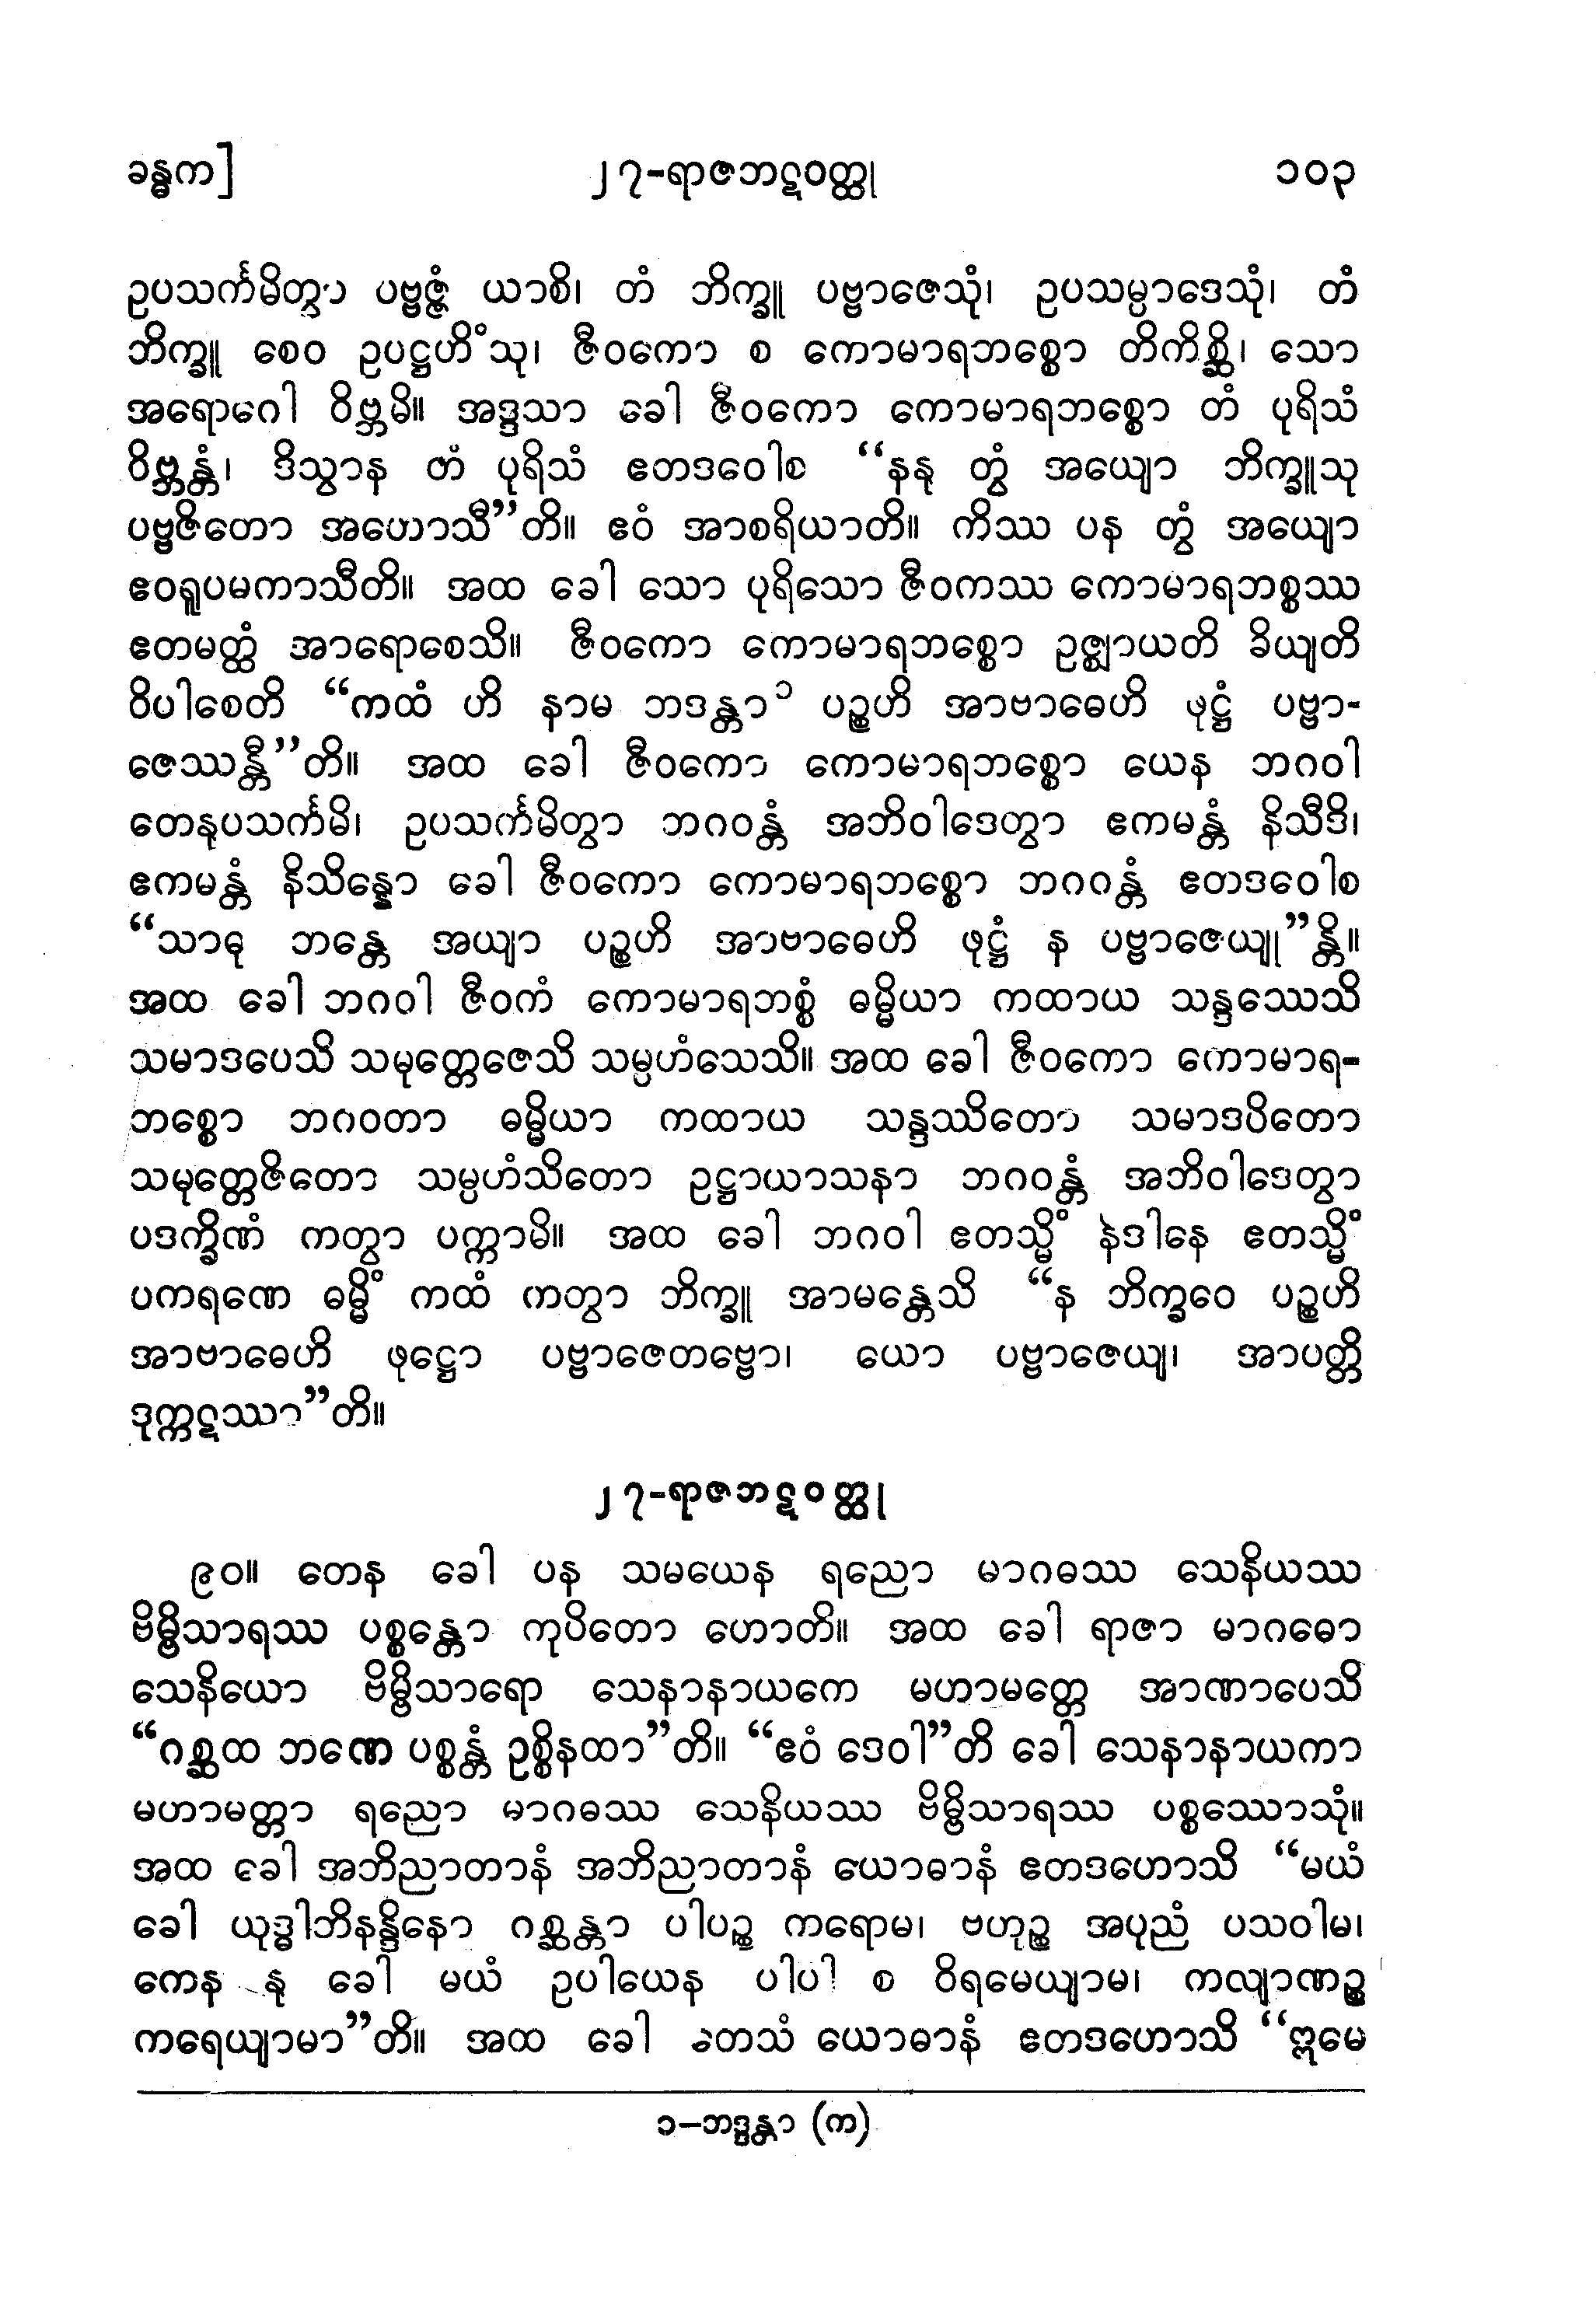 ခန္ဓက] ၂၇-ရာဇဘဋဝတ္ထု ၁၀၃
ဥပသင်္ကမိတွာ ပဗ္ဗဇ္ဇံ ယာစိ၊ တံ ဘိက္ခူ ပဗ္ဗာဇေသုံ၊ ဥပသမ္ပာဒေသုံ၊ တံ
ဘိက္ခူ စေဝ ဥပဋ္ဌဟိံသု၊ ဇီဝကော စ ကောမာရဘစ္စော တိကိစ္ဆိ၊ သော
အရောဂေါ ဝိဗ္ဘမိ။ အဒ္ဒသာ ခေါ ဇီဝကော ကောမာရဘစ္စော တံ ပုရိသံ
ဝိဗ္ဘန္တံ၊ ဒိသွာန တံ ပုရိသံ ဧတဒဝေါစ “နနု တွံ အယျော ဘိက္ခူသု
ပဗ္ဗဇိတော အဟောသီ”တိ။ ဧဝံ အာစရိယာတိ။ ကိဿ ပန တွံ အယျော
ဧဝရူပမကာသီတိ။ အထ ခေါ သော ပုရိသော ဇီဝကဿ ကောမာရဘစ္စဿ
ဧတမတ္ထံ အာရောစေသိ။ ဇီဝကော ကောမာရဘစ္စော ဥဇ္ဈာယတိ ခိယျတိ
ဝိပါစေတိ “ကထံ ဟိ နာမ ဘဒန္တာ ၁ ပဉ္စဟိ အာဗာဓေဟိ ဖုဋ္ဌံ ပဗ္ဗာ-
ဇေဿန္တီ”တိ။ အထ ခေါ ဇီဝကော ကောမာရဘစ္စော ယေန ဘဂဝါ
တေနုပသင်္ကမိ၊ ဥပသင်္ကမိတွာ ဘဂဝန္တံ အဘိဝါဒေတွာ ဧကမန္တံ နိသီဒိ၊
ဧကမန္တံ နိသိန္နော ခေါ ဇီဝကော ကောမာရဘစ္စော ဘဂဂန္တံ ဧတဒဝေါစ
“သာဓု ဘန္တေ အယျာ ပဉ္စဟိ အာဗာဓေဟိ ဖုဋ္ဌံ န ပဗ္ဗာဇေယျု”န္တိ။
အထ ခေါ ဘဂဝါ ဇီဝကံ ကောမာရဘစ္စံ ဓမ္မိယာ ကထာယ သန္ဒဿေသိ
သမာဒပေသိ သမုတ္တေဇေသိ သမ္ပဟံသေသိ။ အထ ခေါ ဇီဝကော ကောမာရ-
ဘစ္စော ဘဂဝတာ ဓမ္မိယာ ကထာယ သန္ဒဿိတော သမာဒပိတော
သမုတ္တေဇိတော သမ္ပဟံသိတော ဥဋ္ဌာယာသနာ ဘဂဝန္တံ အဘိဝါဒေတွာ
ပဒက္ခိဏံ ကတွာ ပက္ကာမိ။ အထ ခေါ ဘဂဝါ ဧတသ္မိံ နိဒါနေ ဧတသ္မိံ
ပကရဏေ ဓမ္မိံ ကထံ ကတွာ ဘိက္ခူ အာမန္တေသိ “န ဘိက္ခဝေ ပဉ္စဟိ
အာဗာဓေဟိ ဖုဋ္ဌော ပဗ္ဗာဇေတဗ္ဗော၊ ယော ပဗ္ဗာဇေယျ၊ အာပတ္တိ
ဒုက္ကဋဿာ”တိ။
၂၇-ရာဇဘဋဝတ္ထု
၉၀။ တေန ခေါ ပန သမယေန ရညော မာဂဓဿ သေနိယဿ
ဗိမ္ဗိသာရဿ ပစ္စန္တော ကုပိတော ဟောတိ။ အထ ခေါ ရာဇာ မာဂဓော
သေနိယော ဗိမ္ဗိသာရော သေနာနာယကေ မဟာမတ္တေ အာဏာပေသိ
“ဂစ္ဆထ ဘဏေ ပစ္စန္တံ ဥစ္စိနထာ”တိ။ “ဧဝံ ဒေဝါ”တိ ခေါ သေနာနာယကာ
မဟာမတ္တာ ရညော မာဂဓဿ သေနိယဿ ဗိမ္ဗိသာရဿ ပစ္စဿောသုံ။
အထ ခေါ အဘိညာတာနံ အဘိညာတာနံ ယောဓာနံ ဧတဒဟောသိ “မယံ
ခေါ ယုဒ္ဓါဘိနန္ဒိနော ဂစ္ဆန္တာ ပါပဉ္စ ကရောမ၊ ဗဟုဉ္စ အပုညံ ပသဝါမ၊
ကေန နု ခေါ မယံ ဥပါယေန ပါပါ စ ဝိရမေယျာမ၊ ကလျာဏဉ္စ
ကရေယျာမာ”တိ။ အထ ခေါ တေသံ ယောဓာနံ ဧတဒဟောသိ “ဣမေ
၁−ဘဒ္ဒန္တာ (က)